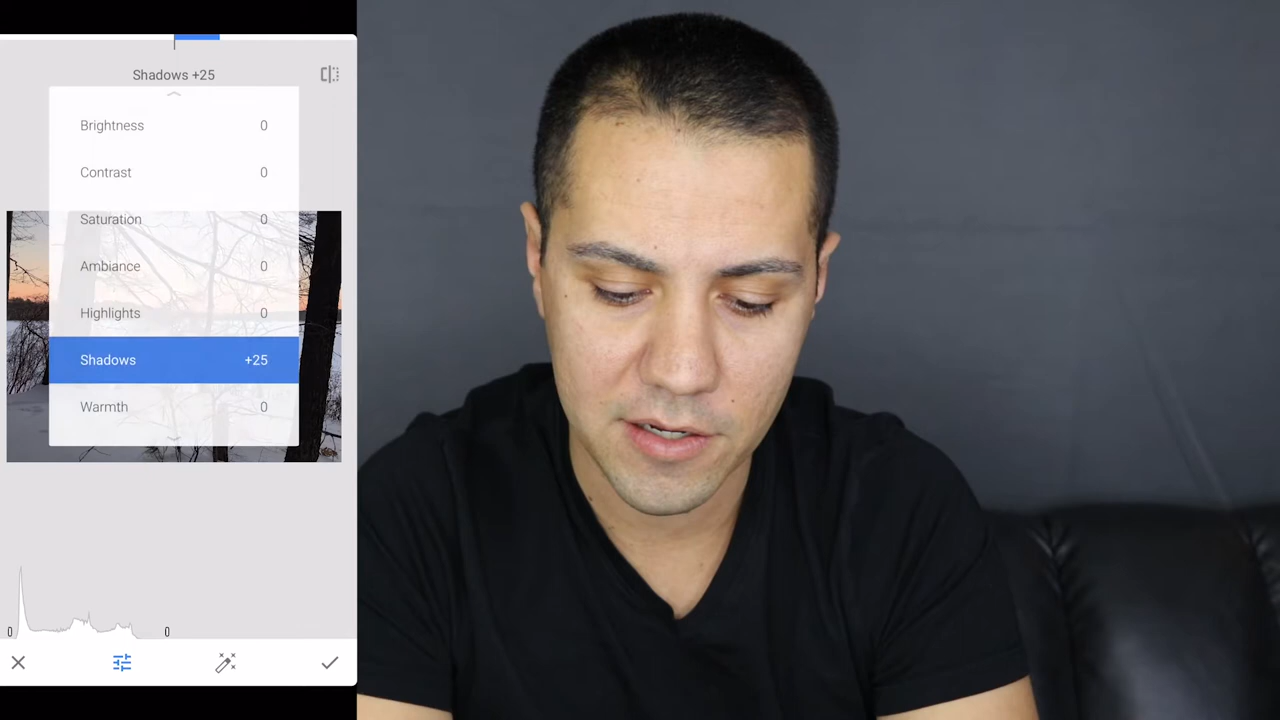 Shadows +25
Brightness 0
Contrast 0
Saturation 0
Ambiance 0
Highlights 0
Shadows +25
Warmth 0
0 0